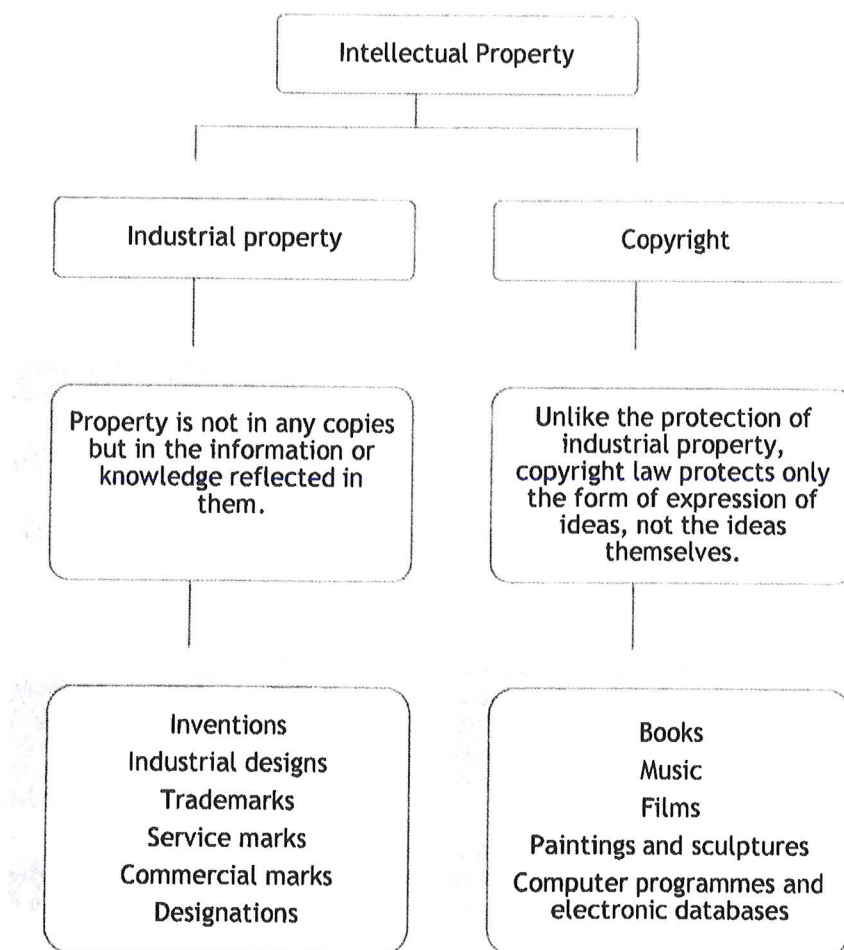 Intellectual Property
Industrial property
Copyright
Property is not in any copies
but in the information or
knowledge reflected in
them.
Unlike the protection of
industrial property,
copyright law protects only
the form of expression of
ideas, not the ideas
themselves.
Inventions
Industrial designs
Trademarks
Service marks
Commercial marks
Designations
Books
Music
Films
Paintings and sculptures
Computer programmes and
electronic databases